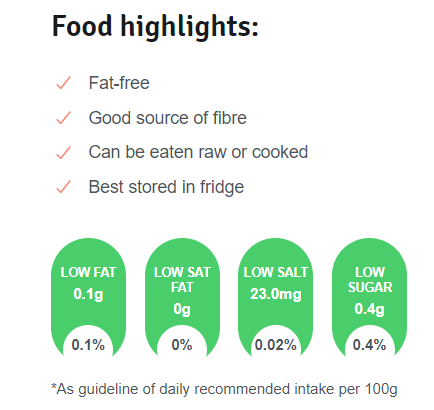 Food highlights:
Fat-free
Good source of fibre
Can be eaten raw or cooked
Best stored in fridge
LOW FAT
0.1g
0.1%
LOW SAT
FAT
0g
0%
LOW SALT
23.0mg
0.02%
LOW
SUGAR
0.4g
0.4%
*As guideline of daily recommended intake per 100g